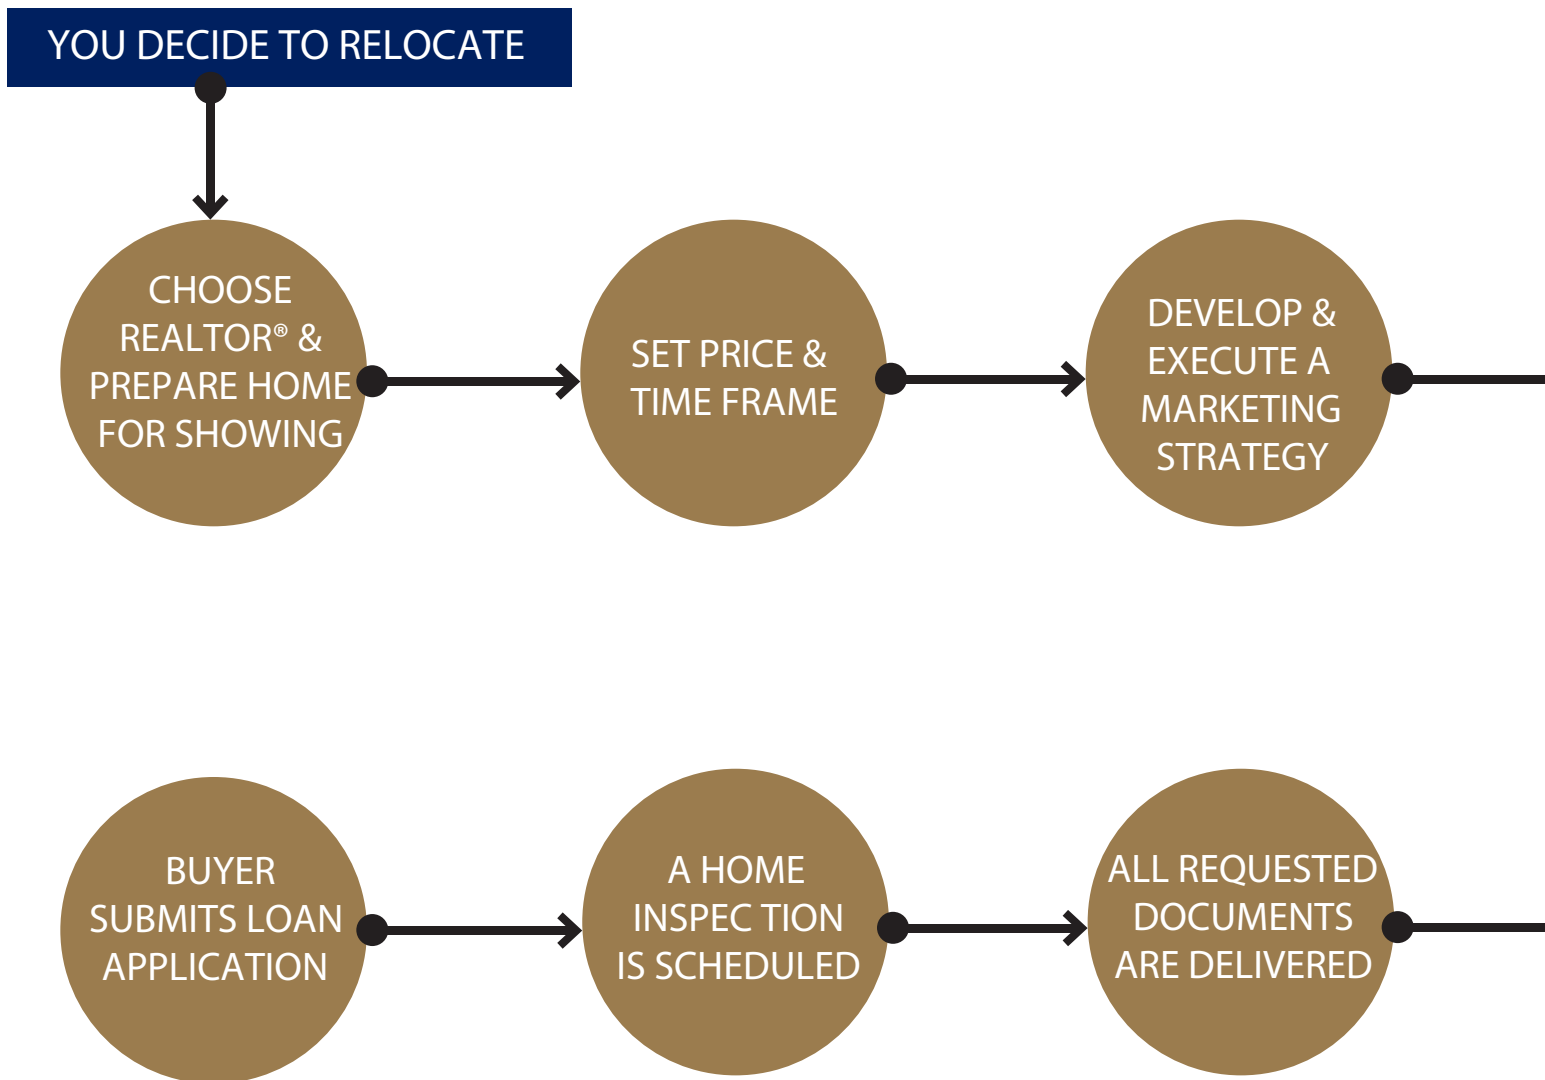 YOU DECIDE TO RELOCATE
CHOOSE
REALTOR® &
PREPARE HOME
FOR SHOWING
SET PRICE &
TIME FRAME
DEVELOP &
EXECUTE A
MARKETING
STRATEGY
BUYER
SUBMITS LOAN
APPLICATION
A HOME
INSPEC TION
IS SCHEDULED
ALL REQUESTED
DOCUMENTS
ARE DELIVERED